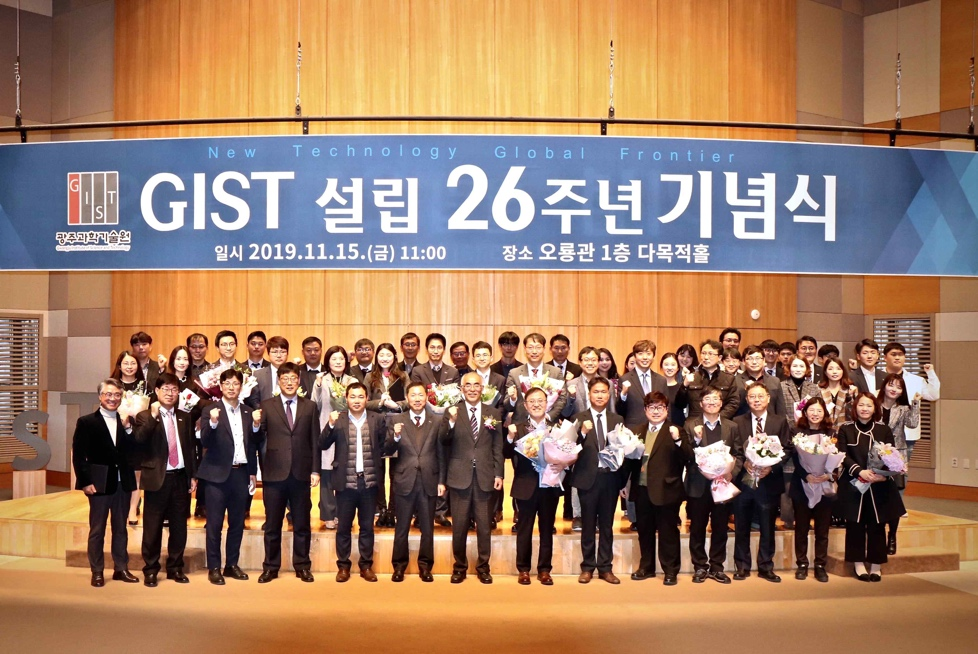 New Technology Global Frontier
GIST
광주과학기술원
GIST 설립 26주년 기념식
일시 2019.11.15.(금) 11:00 장소 오룡관 1층 다목적홀
S